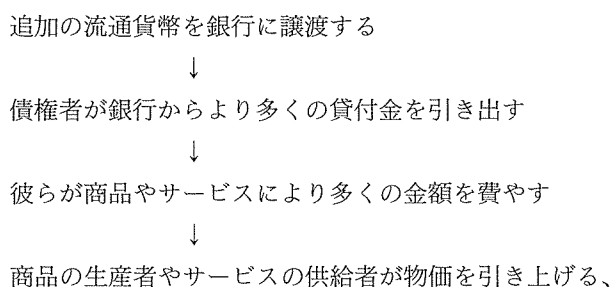 追加の流通貨幣を銀行に譲渡する
↓
債権者が銀行からより多くの貸付金を引き出す
↓
彼らが商品やサービスにより多くの金額を費やす
↓
商品の生産者やサービスの供給者が物価を引き上げる、